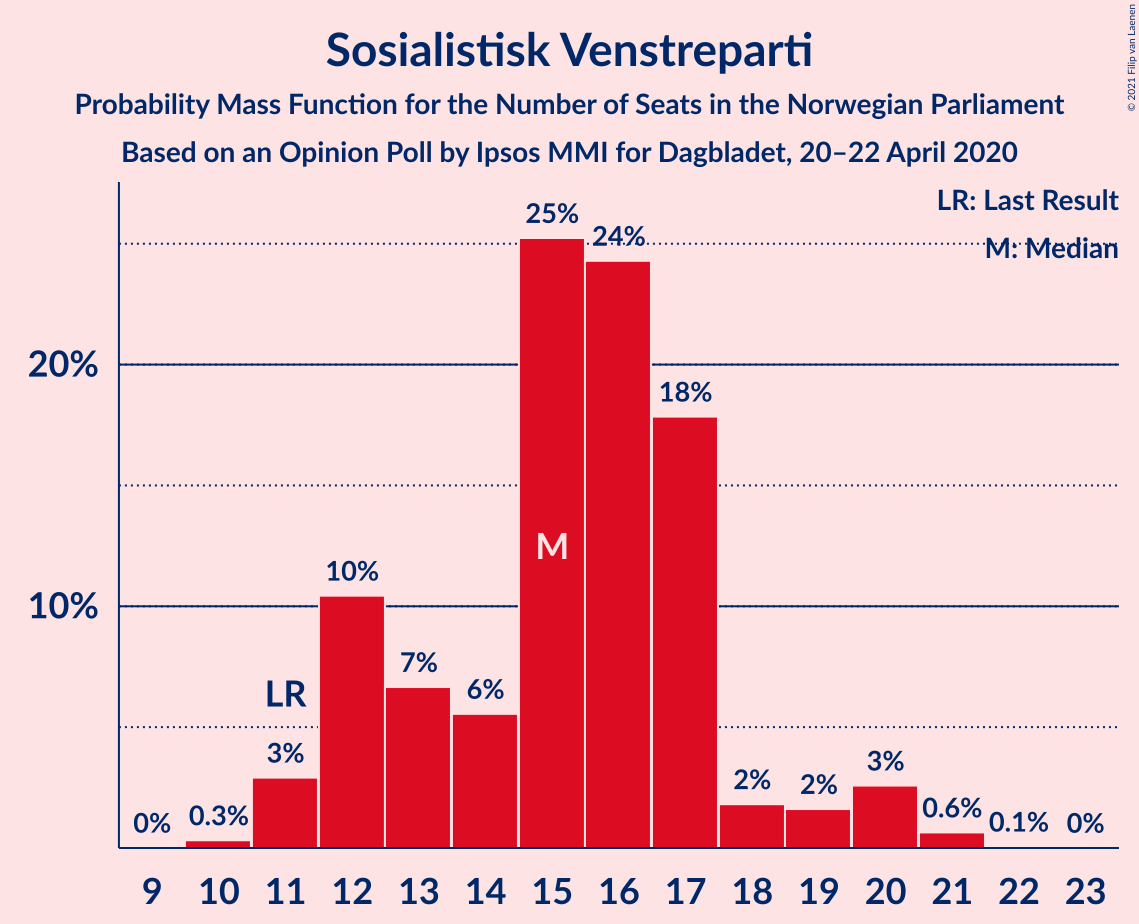 Sosialistisk Venstreparti
Probability Mass Function for the Number of Seats in the Norwegian Parliament
Based on an Opinion Poll by Ipsos MMI for Dagbladet, 20–22 April 2020
© 2021 Filip van Laenen
LR: Last Result
M: Median
25%
24%
20%
18%
M
10%
10%
7%
6%
LR
3%
3%
2%
2%
0%
0.3%
0.6%
0.1%
0%
9 10 11 12 13 14 15 16 17 18 19 20 21 22 23